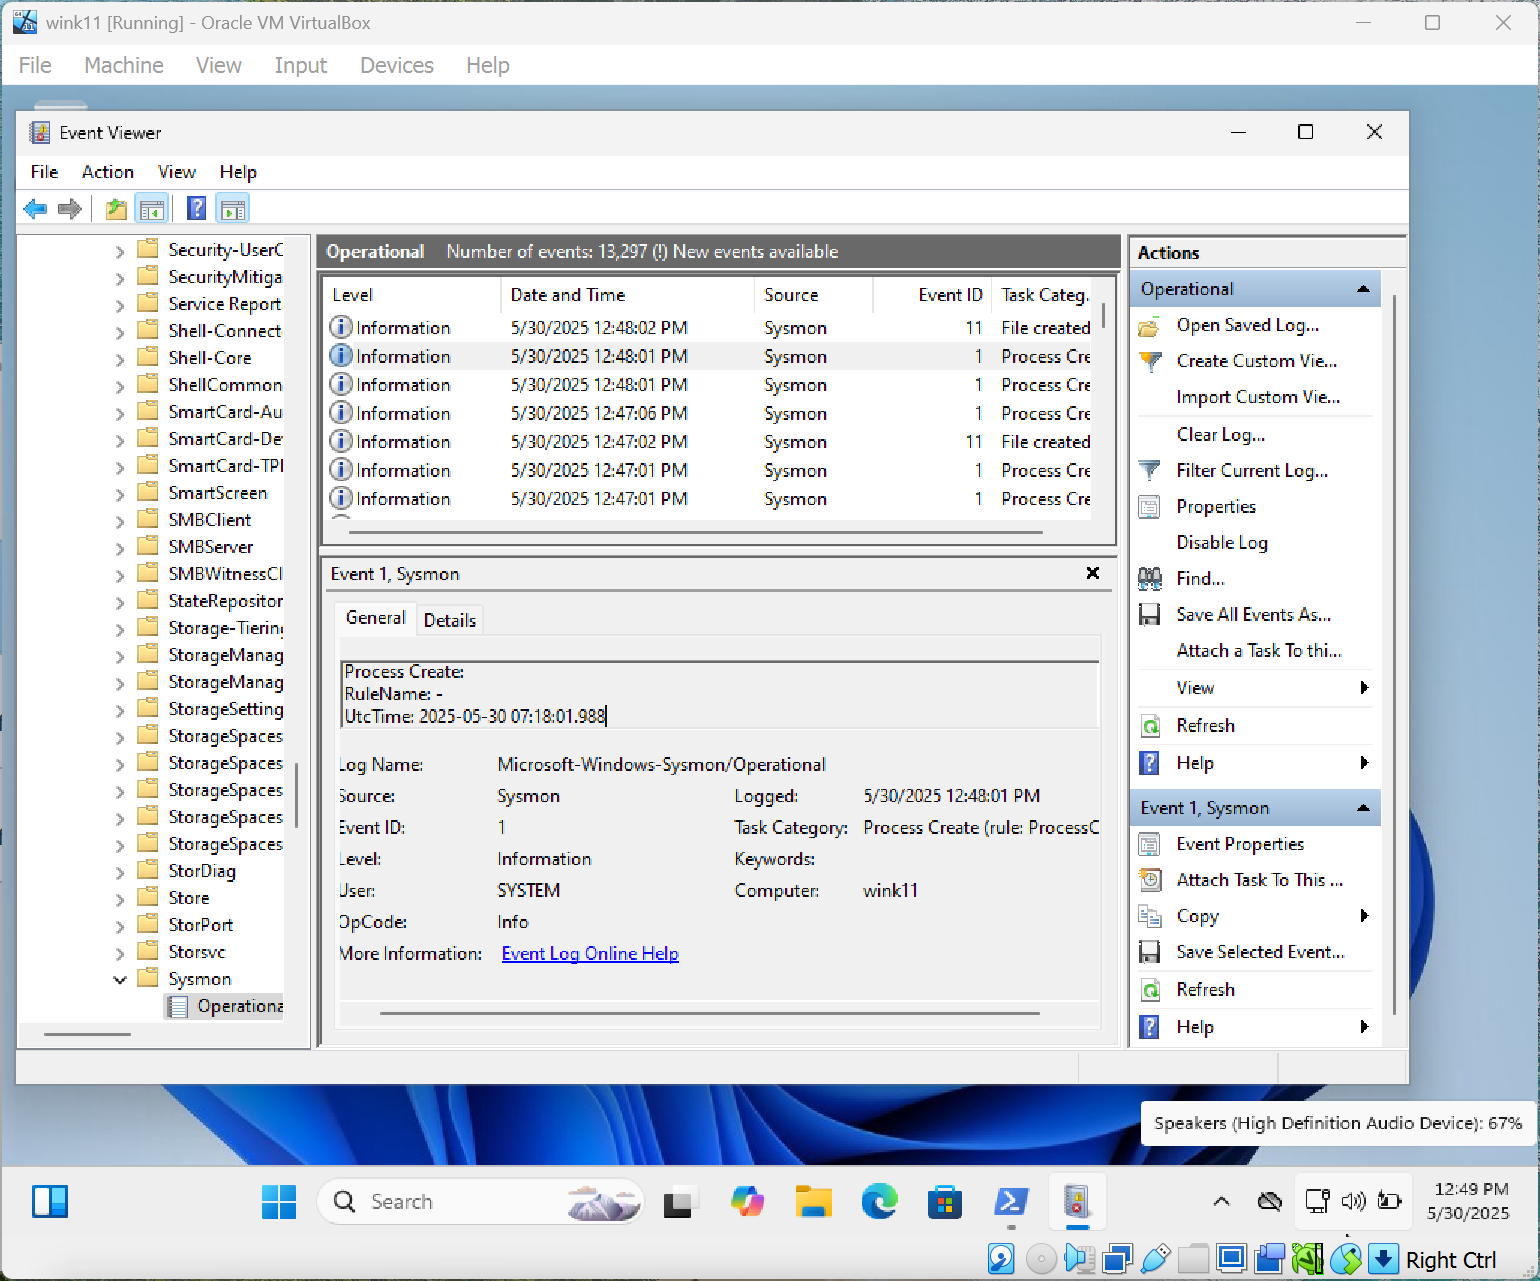 wink11 [Running] - Oracle VM VirtualBox
File Machine View Input Devices Help
Event Viewer
File Action View Help
Security-UserC
SecurityMitiga
Service Report
Shell-Connect
Shell-Core
ShellCommon
SmartCard-Au
SmartCard-De
SmartCard-TPI
SmartScreen
SMBClient
SMBServer
SMBWitnessCl
StateRepositor
Storage-Tiering
StorageManag
StorageManag
StorageSetting
StorageSpaces
StorageSpaces
StorageSpaces
StorageSpaces
StorageSpaces
StorDiag
Store
StorPort
Storsvc
Sysmon
Operationa
Operational Number of events: 13,297 (!) New events available
Level Date and Time Source Event ID Task Categ.
Information 5/30/2025 12:48:02 PM Sysmon 11 File created
Information 5/30/2025 12:48:01 PM Sysmon 1 Process Cre
Information 5/30/2025 12:48:01 PM Sysmon 1 Process Cre
Information 5/30/2025 12:47:06 PM Sysmon 1 Process Cre
Information 5/30/2025 12:47:02 PM Sysmon 11 File created
Information 5/30/2025 12:47:01 PM Sysmon 1 Process Cre
Information 5/30/2025 12:47:01 PM Sysmon 1 Process Cre
Event 1, Sysmon
General Details
Process Create:
RuleName: -
UtcTime: 2025-05-30 07:18:01.988
Log Name: Microsoft-Windows-Sysmon/Operational
Source: Sysmon Logged: 5/30/2025 12:48:01 PM
Event ID: 1 Task Category: Process Create (rule: ProcessC
Level: Information Keywords:
User: SYSTEM Computer: wink11
OpCode: Info
More Information: Event Log Online Help
Actions
Operational
Open Saved Log...
Create Custom Vie...
Import Custom Vie...
Clear Log...
Filter Current Log...
Properties
Disable Log
Find...
Save All Events As...
Attach a Task To thi...
View
Refresh
Help
Event 1, Sysmon
Event Properties
Attach Task To This ...
Copy
Save Selected Event...
Refresh
Help
Speakers (High Definition Audio Device): 67%
Search
12:49 PM
5/30/2025
Right Ctrl